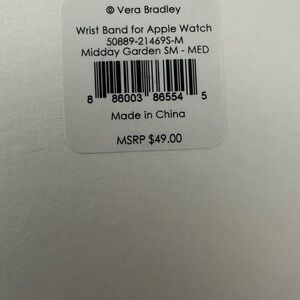 © Vera Bradley
Wrist Band for Apple Watch
50889-21469S-M
Midday Garden SM - MED
8 86003 86554 5
Made in China
MSRP $49.00